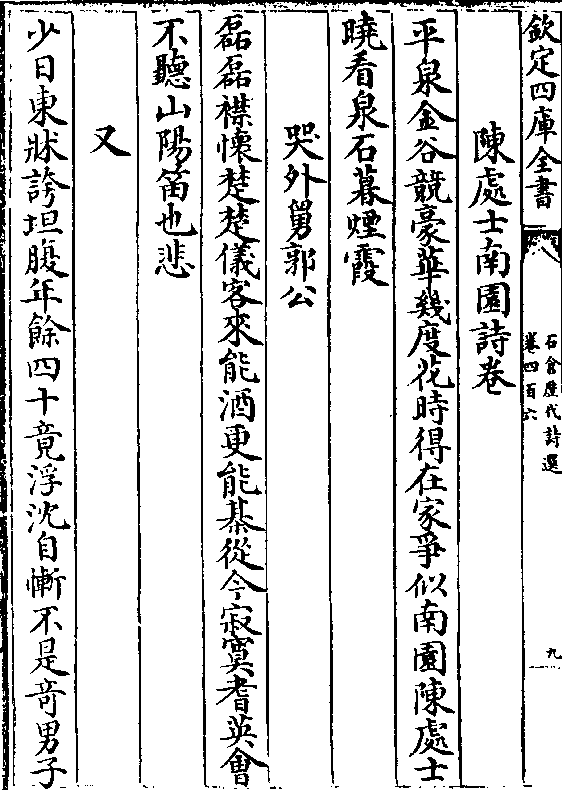 欽定四庫全書
石倉歷代詩選
卷四百六
九
陳處士南園詩卷
平泉金谷競豪華幾度花時得在家爭似南園陳處士
曉看泉石暮煙霞
哭外舅郭公
磊磊襟懷楚楚儀客來能酒更能棊從今寂寞耆英會
不聽山陽笛也悲
又
少日東牀誇坦腹年餘四十竟浮沈自慚不是奇男子